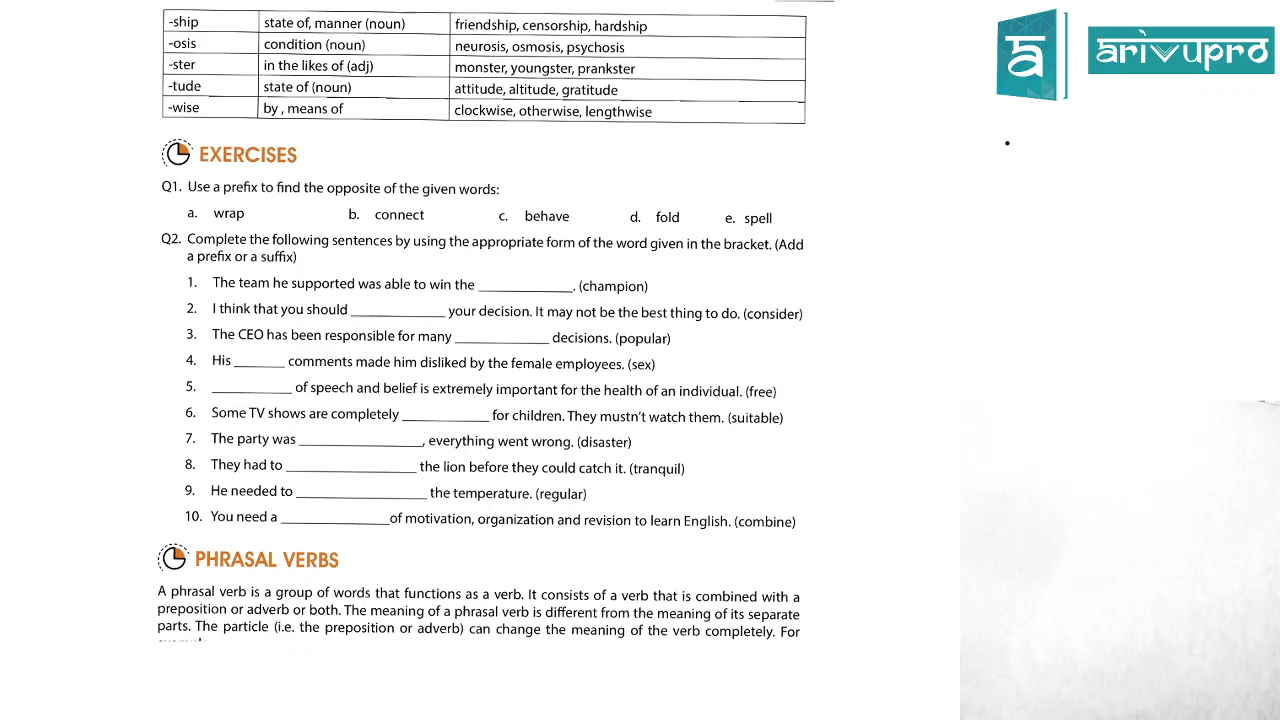 -ship state of, manner (noun) friendship, censorship, hardship
-osis condition (noun) neurosis, osmosis, psychosis
-ster in the likes of (adj) monster, youngster, prankster
-tude state of (noun) attitude, altitude, gratitude
-wise by , means of clockwise, otherwise, lengthwise
arivupro
EXERCISES
Q1. Use a prefix to find the opposite of the given words:
a. wrap b. connect c. behave d. fold e. spell
Q2. Complete the following sentences by using the appropriate form of the word given in the bracket. (Add
a prefix or a suffix)
1. The team he supported was able to win the ____________. (champion)
2. I think that you should ____________ your decision. It may not be the best thing to do. (consider)
3. The CEO has been responsible for many ____________ decisions. (popular)
4. His ______ comments made him disliked by the female employees. (sex)
5. __________ of speech and belief is extremely important for the health of an individual. (free)
6. Some TV shows are completely ___________ for children. They mustn't watch them. (suitable)
7. The party was ________________, everything went wrong. (disaster)
8. They had to ________________ the lion before they could catch it. (tranquil)
9. He needed to ________________ the temperature. (regular)
10. You need a ______________of motivation, organization and revision to learn English. (combine)
PHRASAL VERBS
A phrasal verb is a group of words that functions as a verb. It consists of a verb that is combined with a
preposition or adverb or both. The meaning of a phrasal verb is different from the meaning of its separate
parts. The particle (i.e. the preposition or adverb) can change the meaning of the verb completely. For